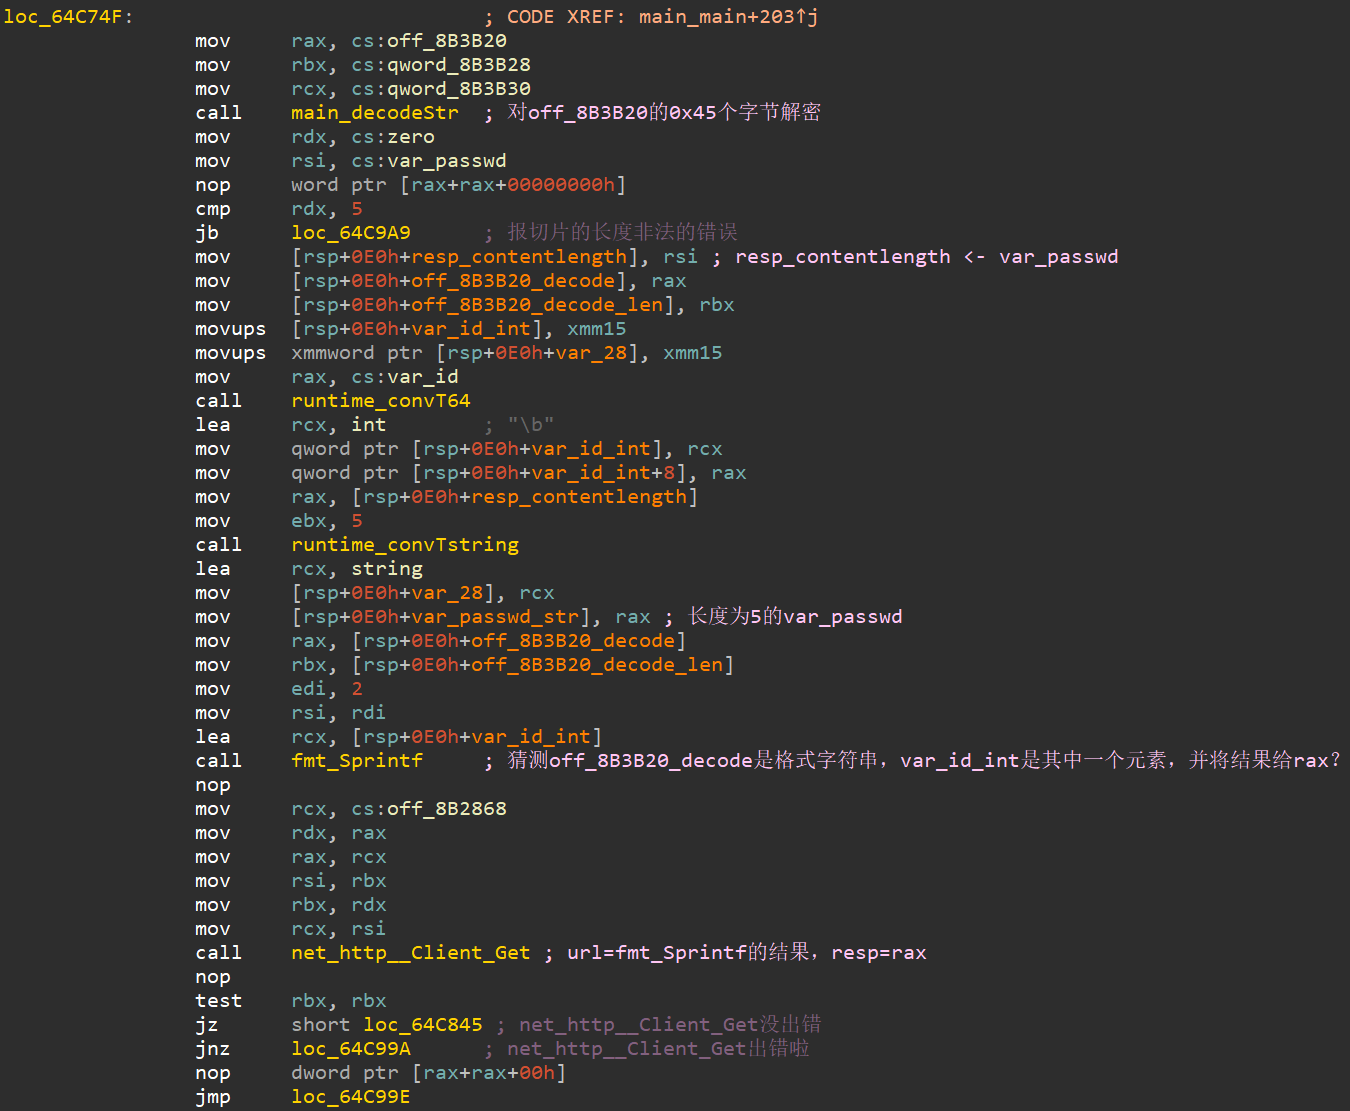 loc_64C74F: ; CODE XREF: main_main+203↑j
mov rax, cs:off_8B3B20
mov rbx, cs:qword_8B3B28
mov rcx, cs:qword_8B3B30
call main_decodeStr ; 对off_8B3B20的0x45个字节解密
mov rdx, cs:zero
mov rsi, cs:var_passwd
nop word ptr [rax+rax+00000000h]
cmp rdx, 5
jb loc_64C9A9 ; 报切片的长度非法的错误
mov [rsp+0E0h+resp_contentlength], rsi ; resp_contentlength <- var_passwd
mov [rsp+0E0h+off_8B3B20_decode], rax
mov [rsp+0E0h+off_8B3B20_decode_len], rbx
movups [rsp+0E0h+var_id_int], xmm15
movups xmmword ptr [rsp+0E0h+var_28], xmm15
mov rax, cs:var_id
call runtime_convT64
lea rcx, int ; "\b"
mov qword ptr [rsp+0E0h+var_id_int], rcx
mov qword ptr [rsp+0E0h+var_id_int+8], rax
mov rax, [rsp+0E0h+resp_contentlength]
mov ebx, 5
call runtime_convTstring
lea rcx, string
mov [rsp+0E0h+var_28], rcx
mov [rsp+0E0h+var_passwd_str], rax ; 长度为5的var_passwd
mov rax, [rsp+0E0h+off_8B3B20_decode]
mov rbx, [rsp+0E0h+off_8B3B20_decode_len]
mov edi, 2
mov rsi, rdi
lea rcx, [rsp+0E0h+var_id_int]
call fmt_Sprintf ; 猜测off_8B3B20_decode是格式字符串，var_id_int是其中一个元素，并将结果给rax?
nop
mov rcx, cs:off_8B2868
mov rdx, rax
mov rax, rcx
mov rsi, rbx
mov rbx, rdx
mov rcx, rsi
call net_http__Client_Get ; url=fmt_Sprintf的结果，resp=rax
nop
test rbx, rbx
jz short loc_64C845 ; net_http__Client_Get没出错
jnz loc_64C99A ; net_http__Client_Get出错啦
nop dword ptr [rax+rax+00h]
jmp loc_64C99E